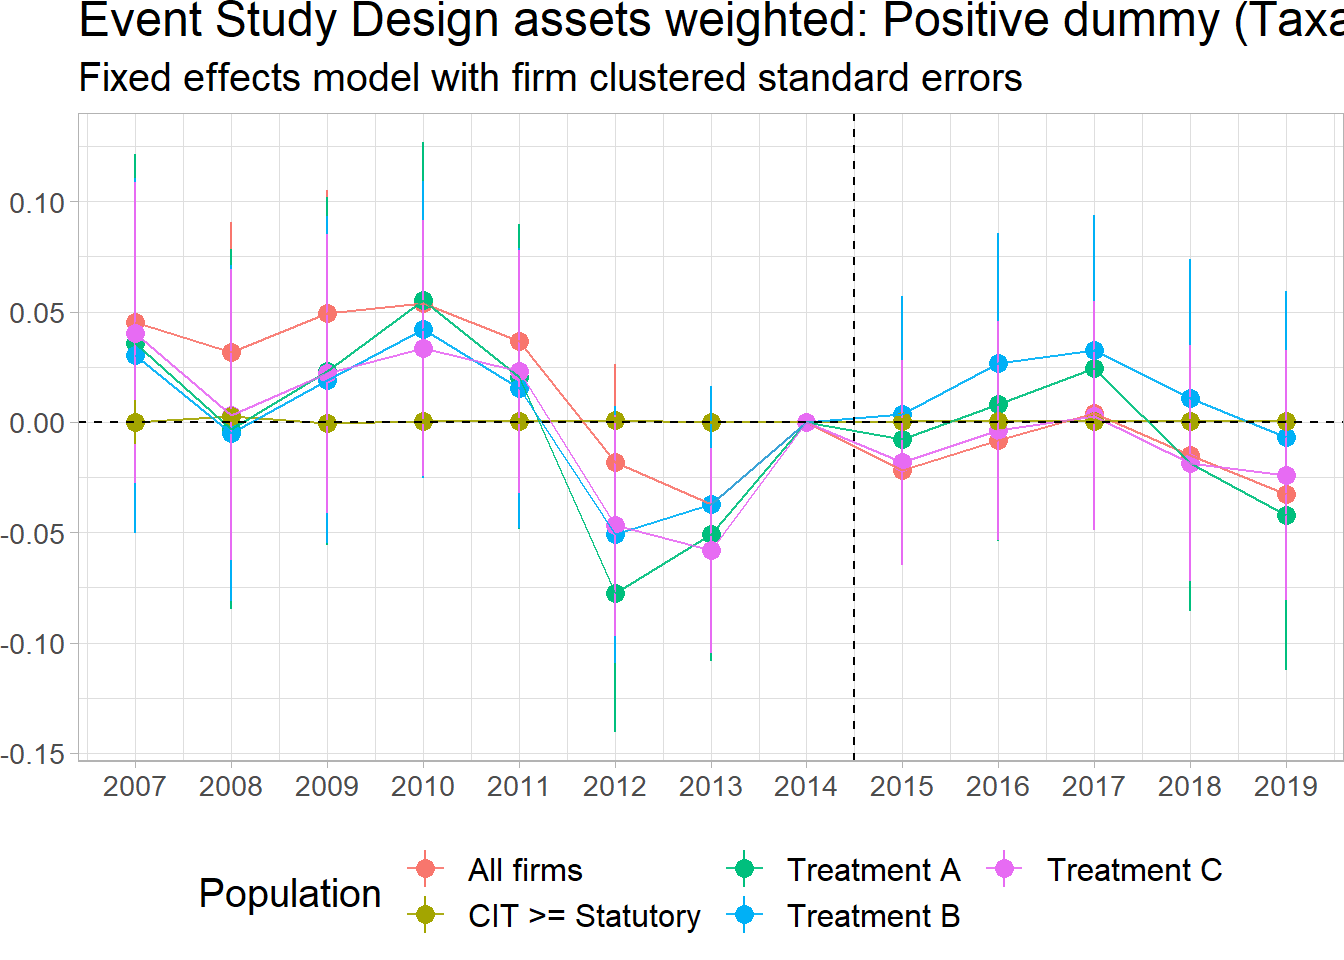 Event Study Design assets weighted: Positive dummy (Taxa
Fixed effects model with firm clustered standard errors
0.10
0.05
0.00
-0.05
-0.10
-0.15
2007 2008 2009 2010 2011 2012 2013 2014 2015 2016 2017 2018 2019
Population
All firms Treatment A Treatment C
CIT >= Statutory Treatment B